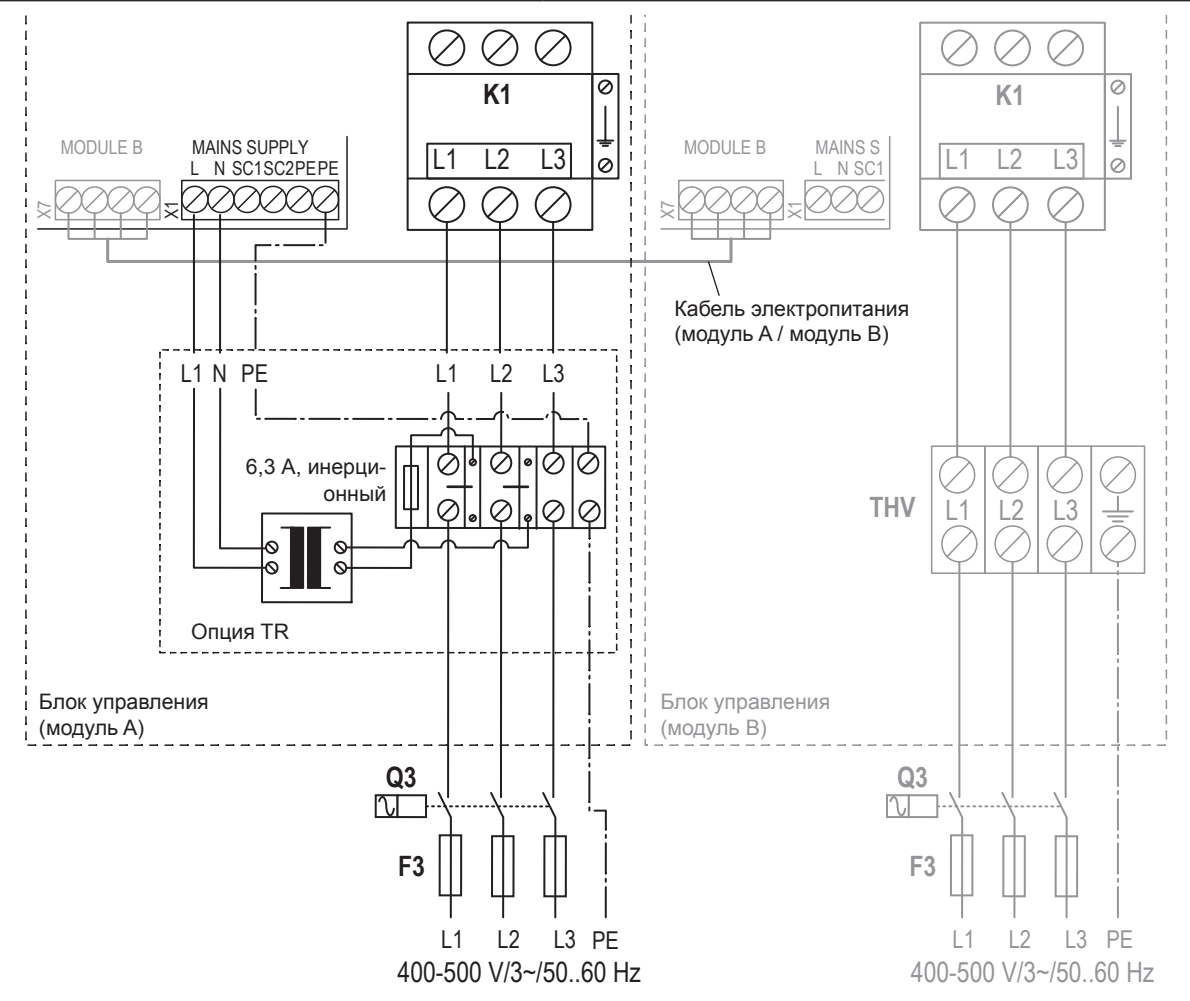 K1
K1
MODULE B
MAINS SUPPLY
MODULE B
MAINS S
L N SC1SC2PEPE
L N SC1
L1 L2 L3
L1 L2 L3
X7
X1
X7
X1
Кабель электропитания
(модуль A / модуль B)
L1 N PE
L1 L2 L3
6,3 A, инерци-
онный
THV
L1 L2 L3
Опция TR
Блок управления
(модуль A)
Блок управления
(модуль B)
Q3
Q3
F3
F3
L1 L2 L3 PE
L1 L2 L3 PE
400-500 V/3~/50..60 Hz
400-500 V/3~/50..60 Hz